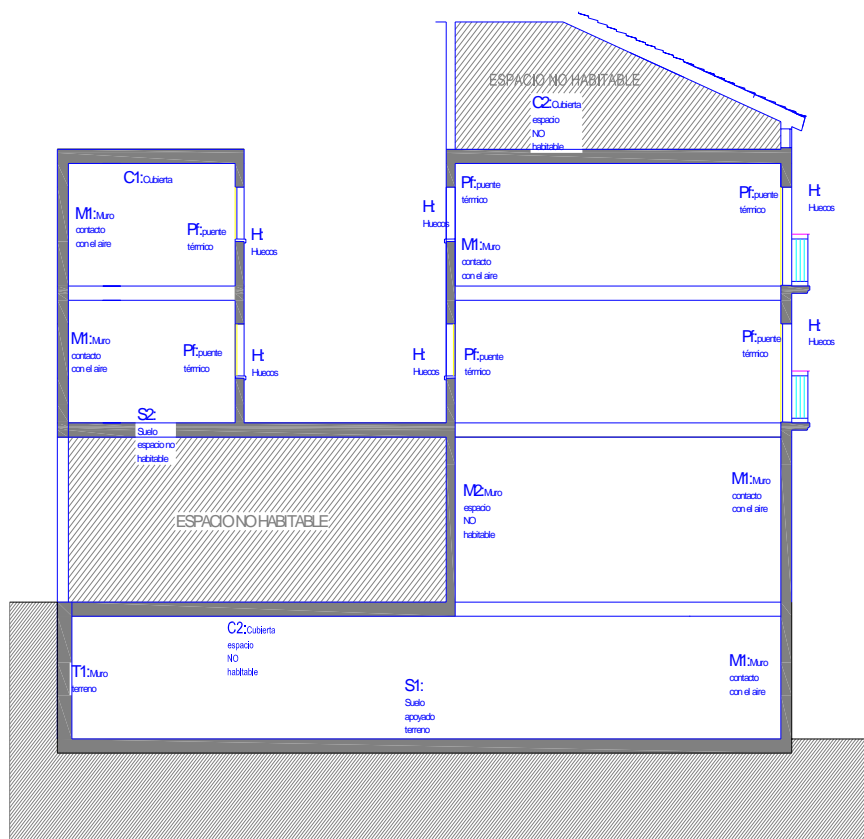 ESPACIO NO HABITABLE
C2:Cubierta
espacio
NO
habitable
C1:Cubierta
M1:Muro
contacto
con el aire
Pf:puente
térmico
H:
Huecos
H:
Huecos
Pf:puente
térmico
M1:Muro
contacto
con el aire
Pf:puente
térmico
H:
Huecos
M1:Muro
contacto
con el aire
Pf:puente
térmico
H:
Huecos
H:
Huecos
Pf:puente
térmico
Pf:puente
térmico
H:
Huecos
S2:
Suelo
espacio no
habitable
ESPACIO NO HABITABLE
M2:Muro
espacio
NO
habitable
M1:Muro
contacto
con el aire
C2:Cubierta
espacio
NO
habitable
T1:Muro
terreno
S1:
Suelo
apoyado
terreno
M1:Muro
contacto
con el aire